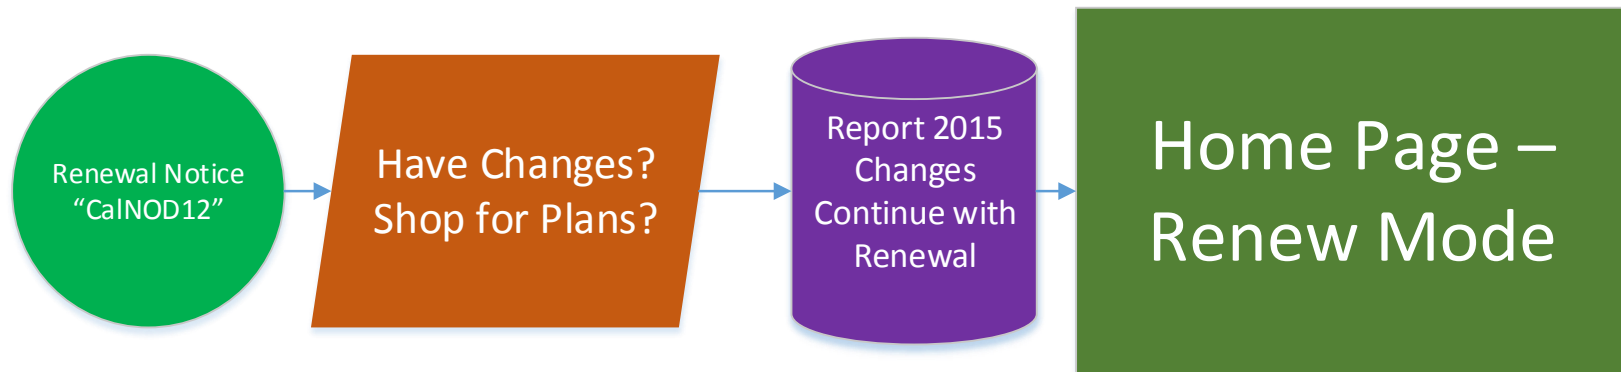 Renewal Notice
“CalNOD12”
Have Changes?
Shop for Plans?
Report 2015
Changes
Continue with
Renewal
Home Page –
Renew Mode